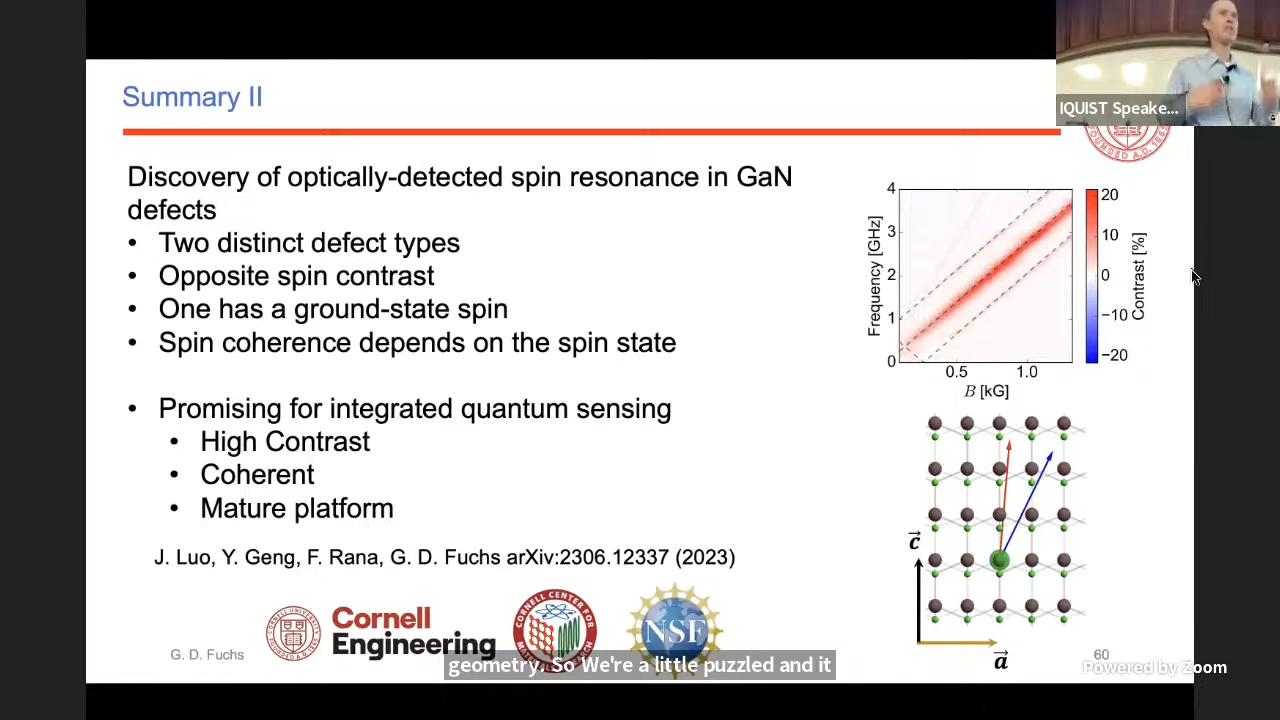 IQUIST Speake...
Summary II
Discovery of optically-detected spin resonance in GaN
defects
• Two distinct defect types
• Opposite spin contrast
• One has a ground-state spin
• Spin coherence depends on the spin state
• Promising for integrated quantum sensing
• High Contrast
• Coherent
• Mature platform
J. Luo, Y. Geng, F. Rana, G. D. Fuchs arXiv:2306.12337 (2023)
4
3
2
1
0
Frequency [GHz]
0.5 1.0
B [kG]
20
10
0
−10
−20
Contrast [%]
c
a
Cornell
Engineering
CORNELL CENTER FOR
NSF
G. D. Fuchs
60
geometry. So We're a little puzzled and it
Powered by Zoom